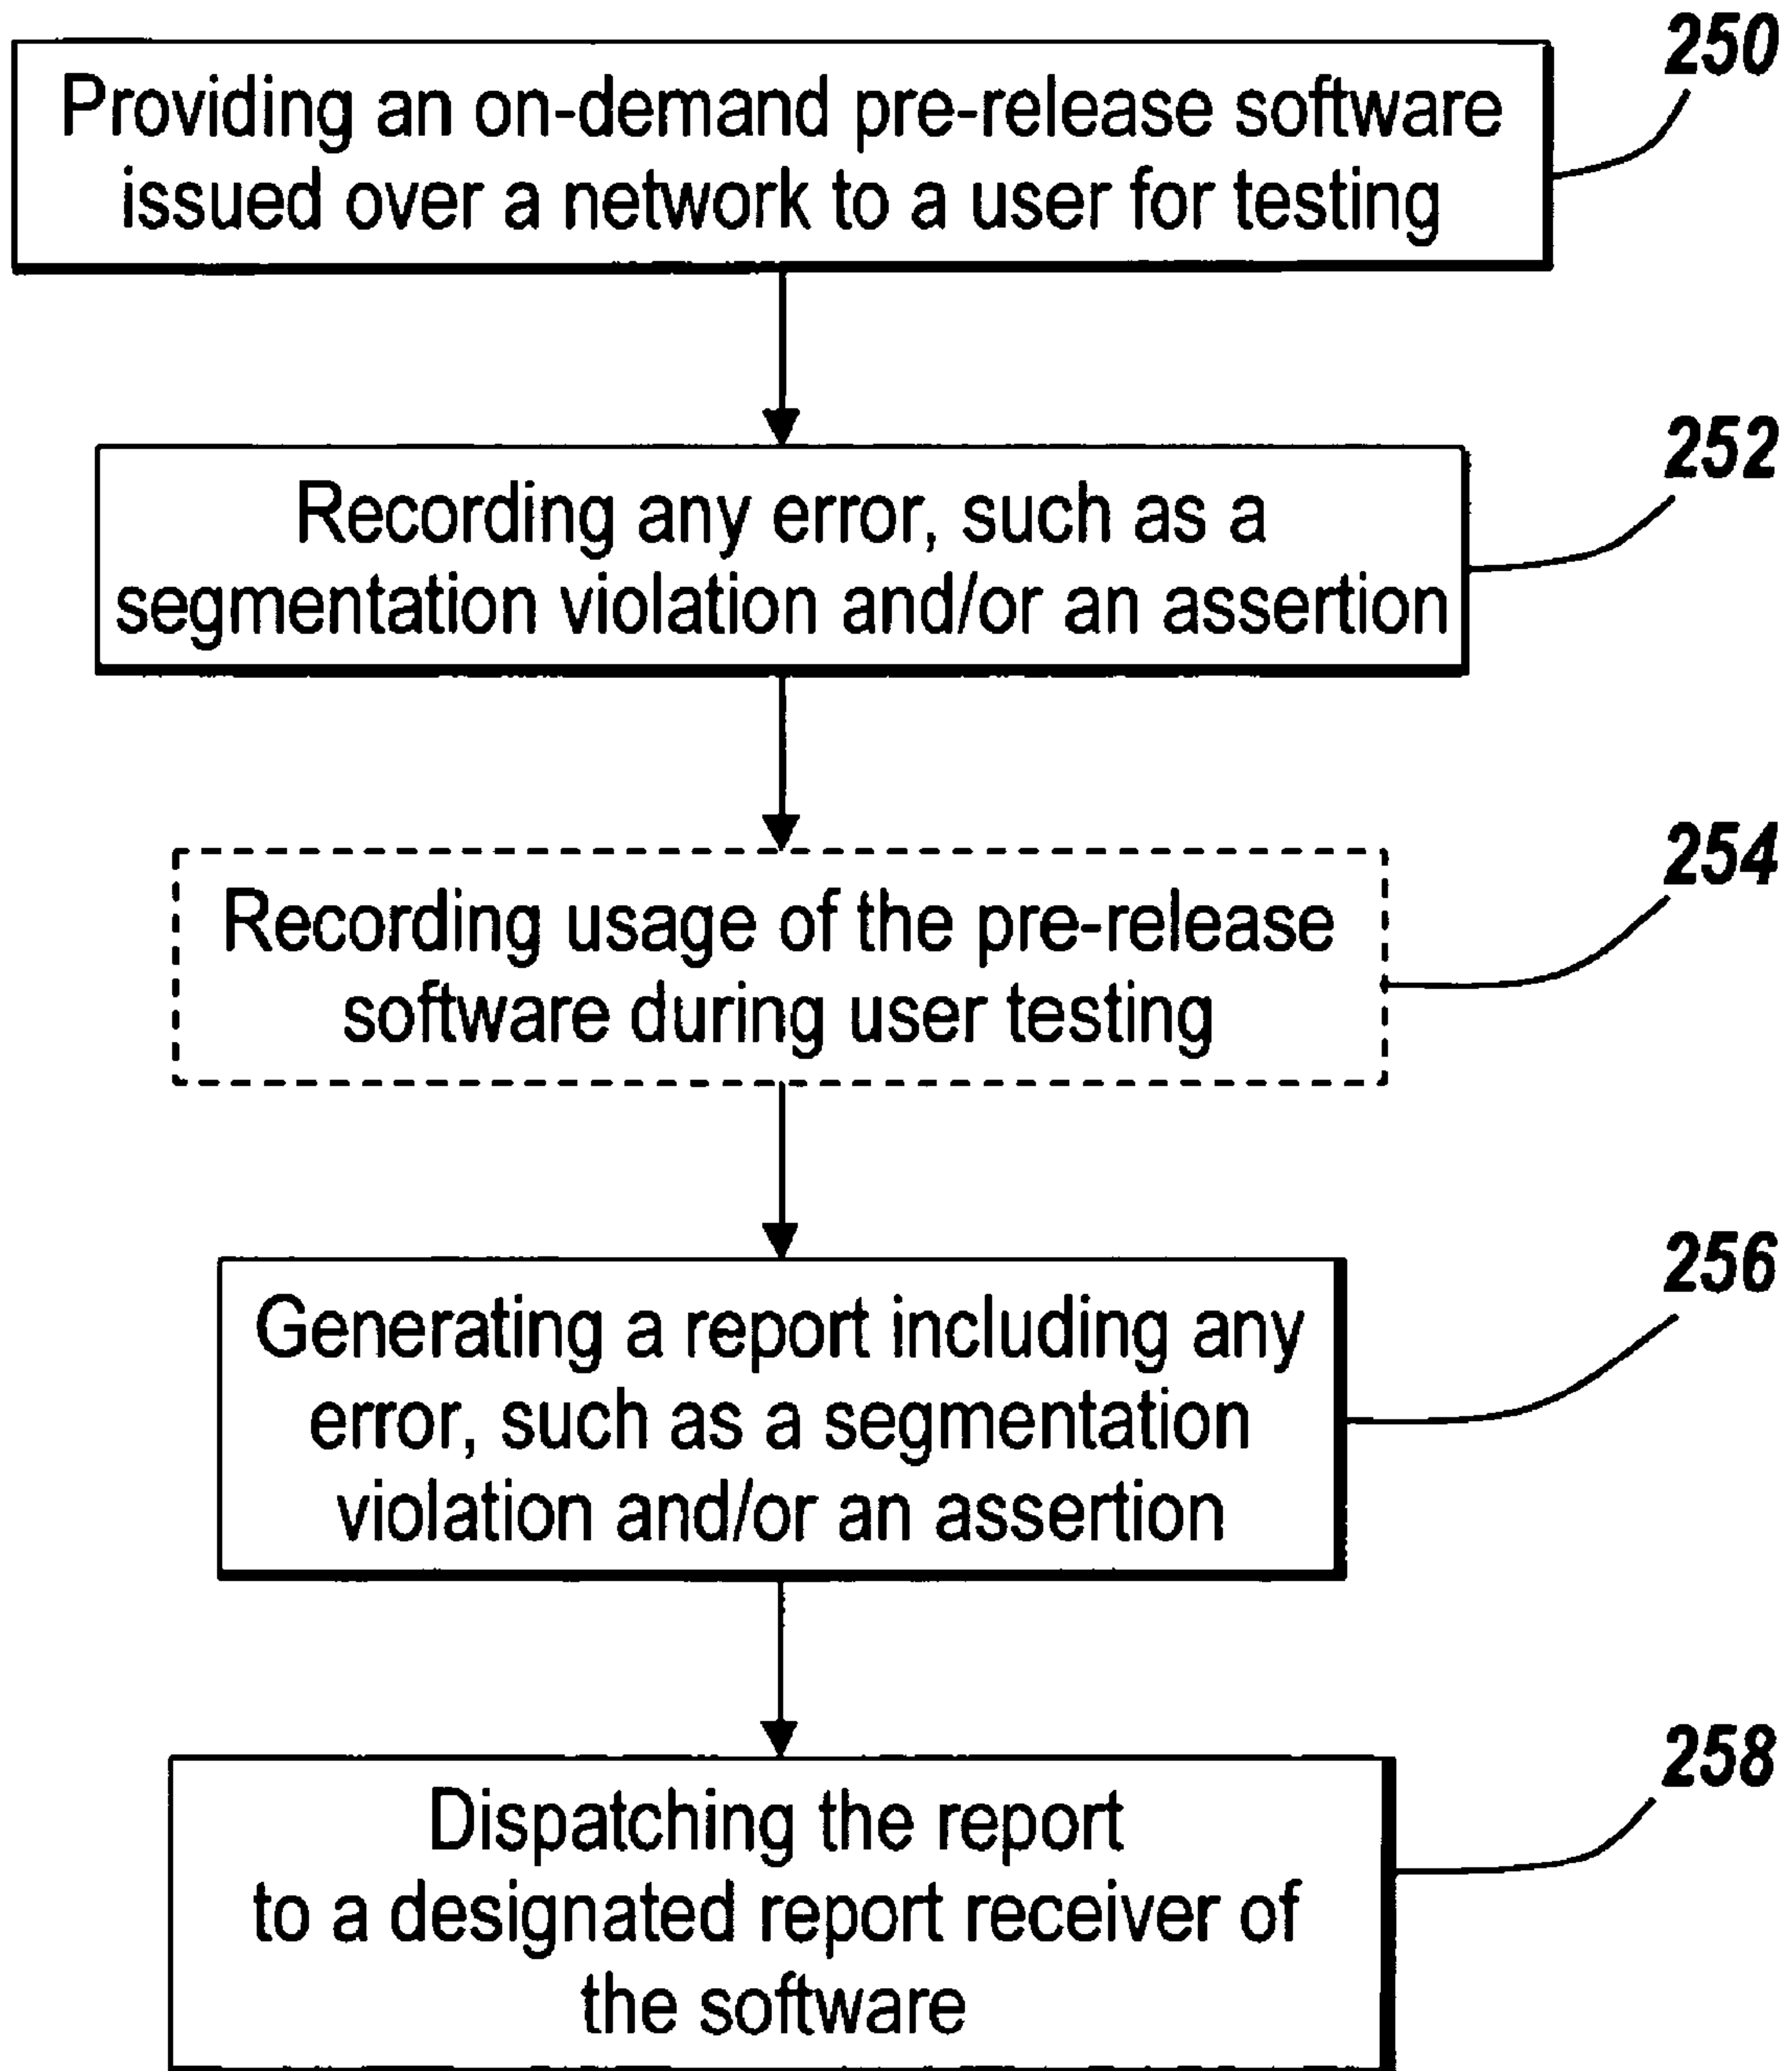 250
Providing an on-demand pre-release software
issued over a network to a user for testing
252
Recording any error, such as a
segmentation violation and/or an assertion
254
Recording usage of the pre-release
software during user testing
256
Generating a report including any
error, such as a segmentation
violation and/or an assertion
258
Dispatching the report
to a designated report receiver of
the software